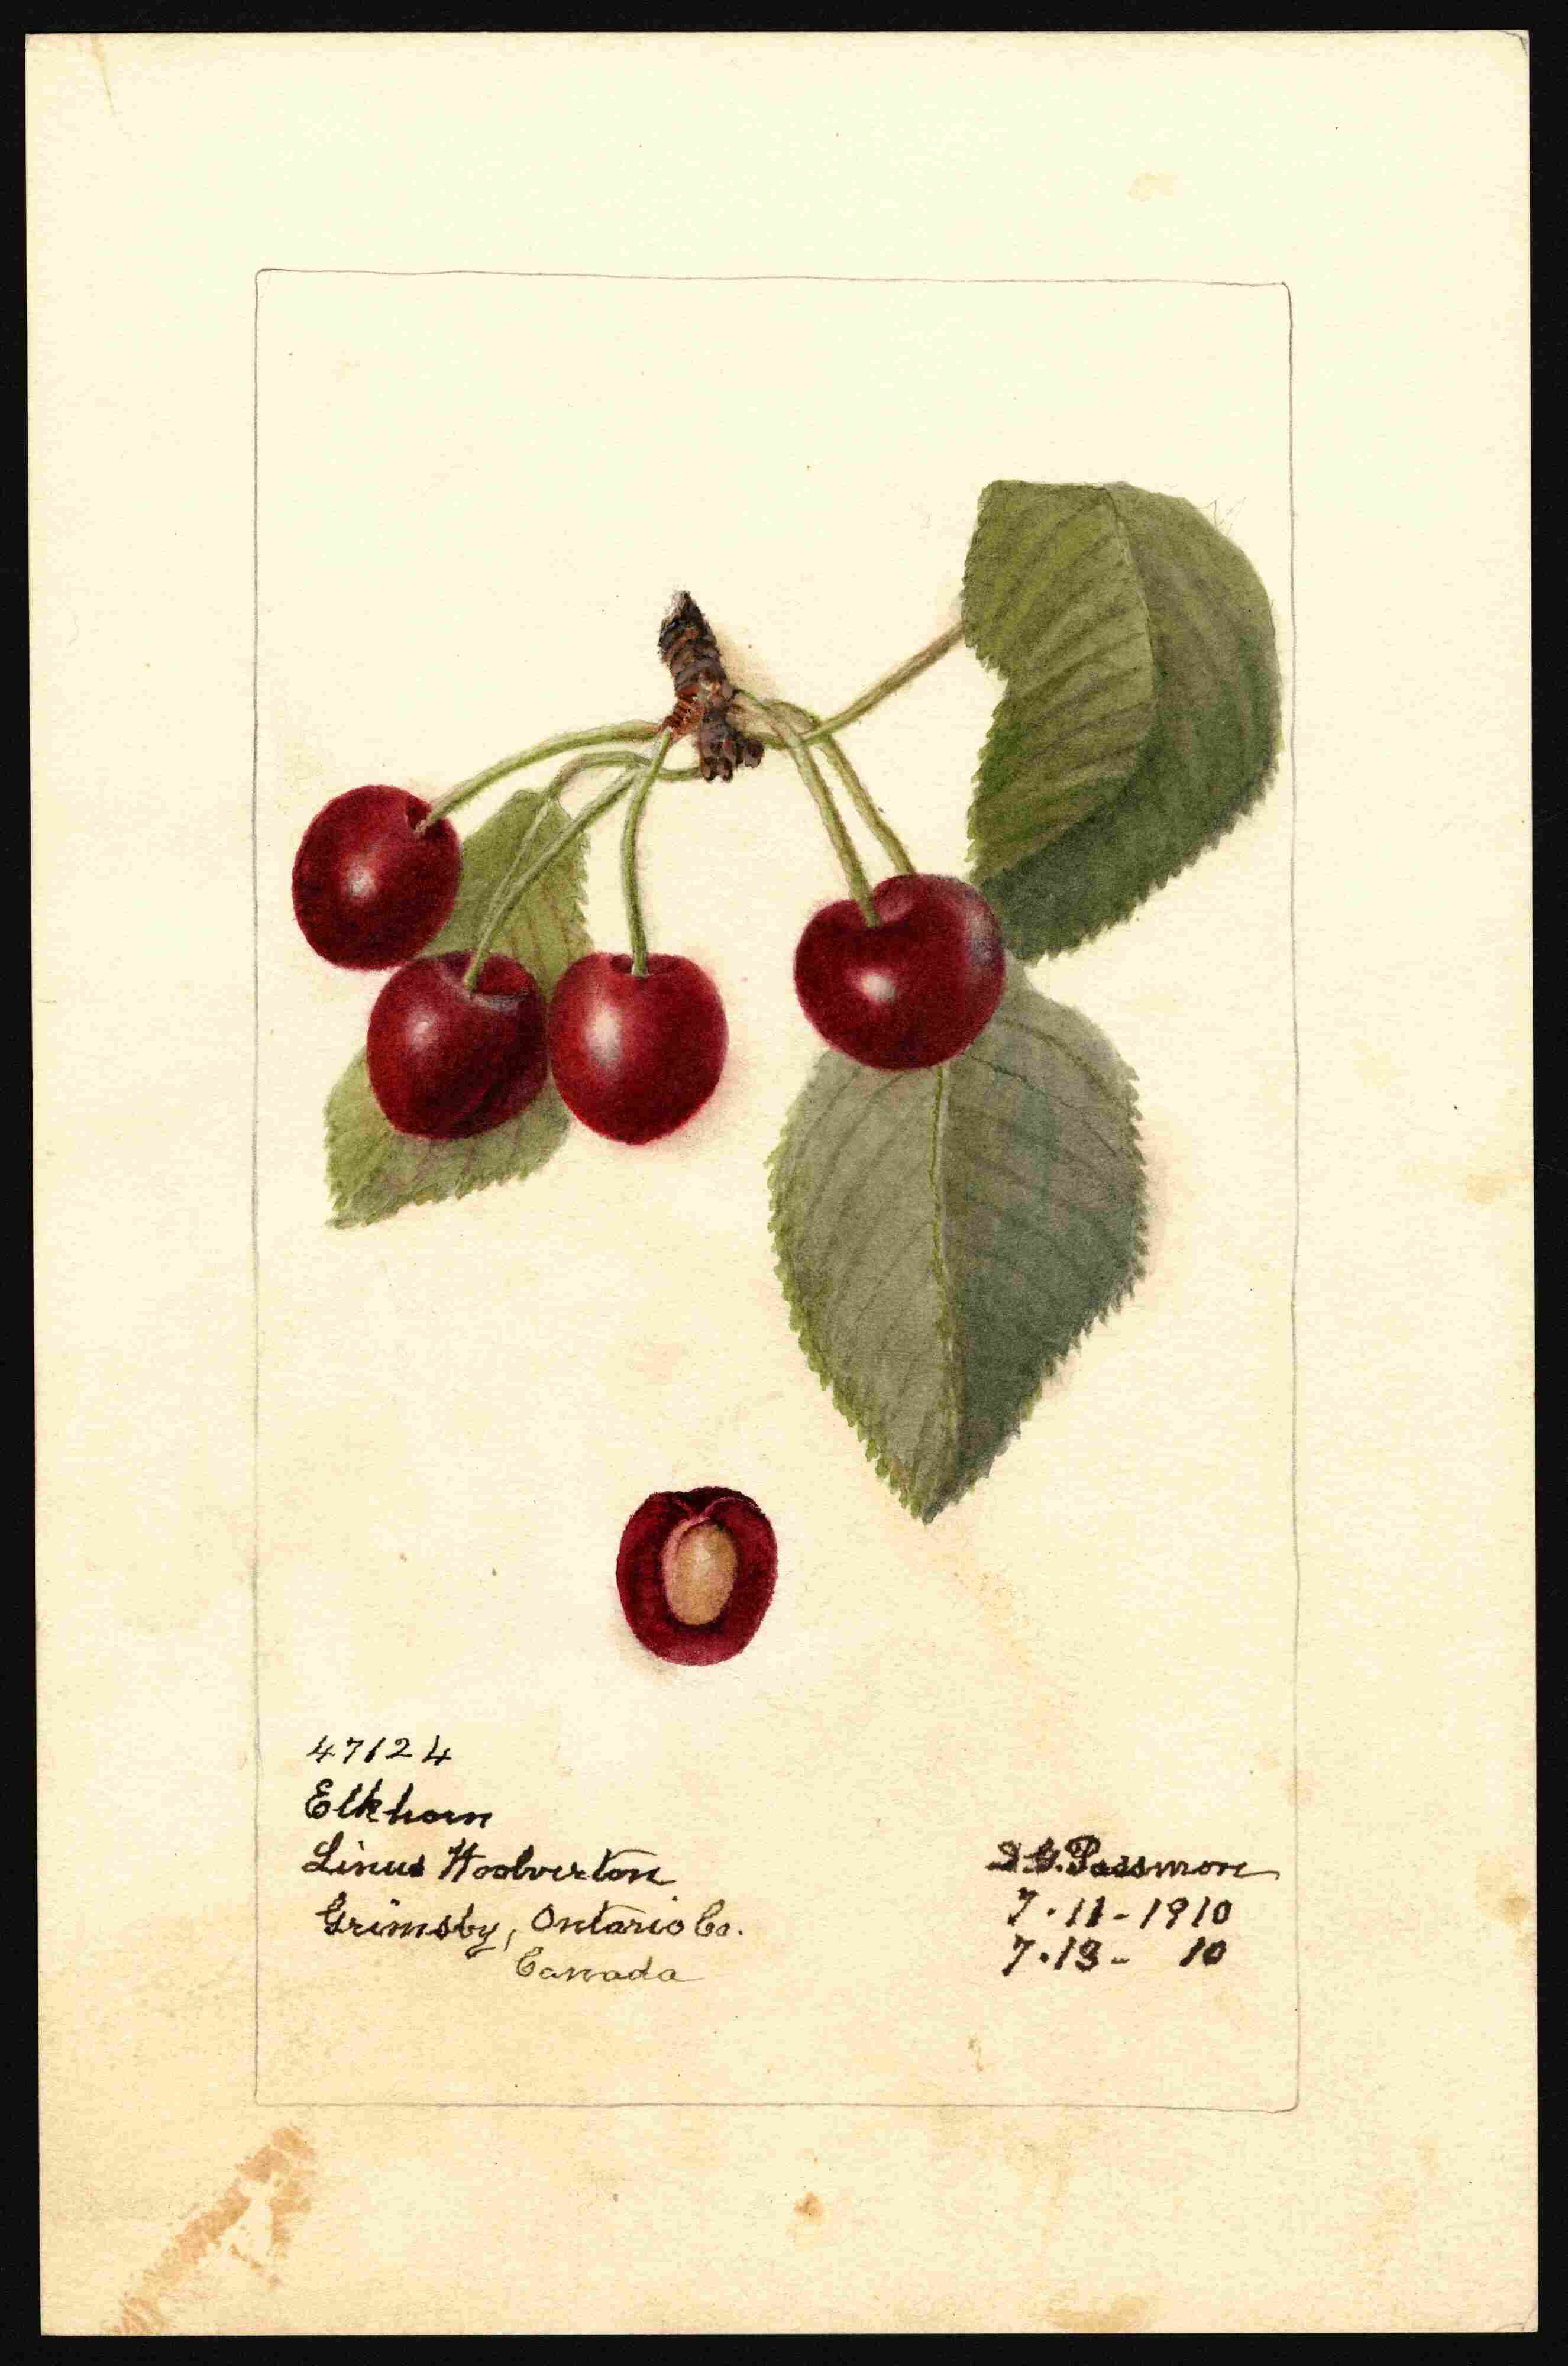 47124
Elkhorn
Linus Woolverton
Grimsby, Ontario Co.
Canada
D.G. Passmore
7.11-1910
7.13- 10